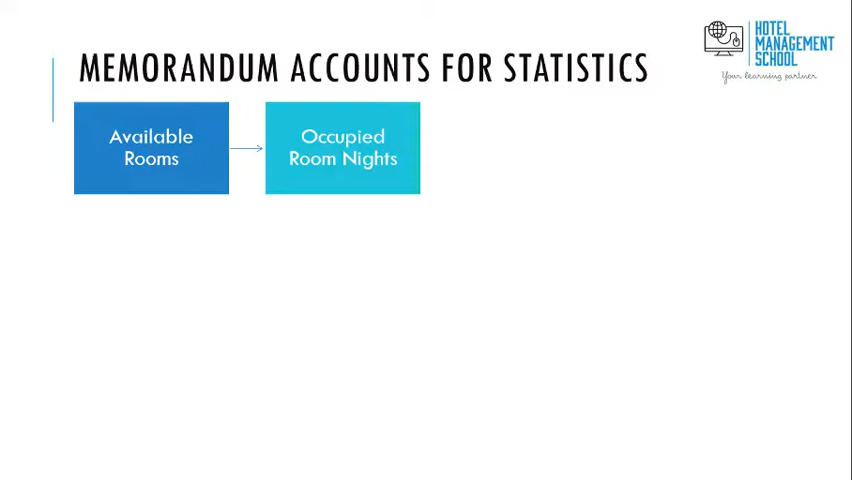 HOTEL
MANAGEMENT
SCHOOL
Your learning partner
MEMORANDUM ACCOUNTS FOR STATISTICS
Available
Rooms
Occupied
Room Nights